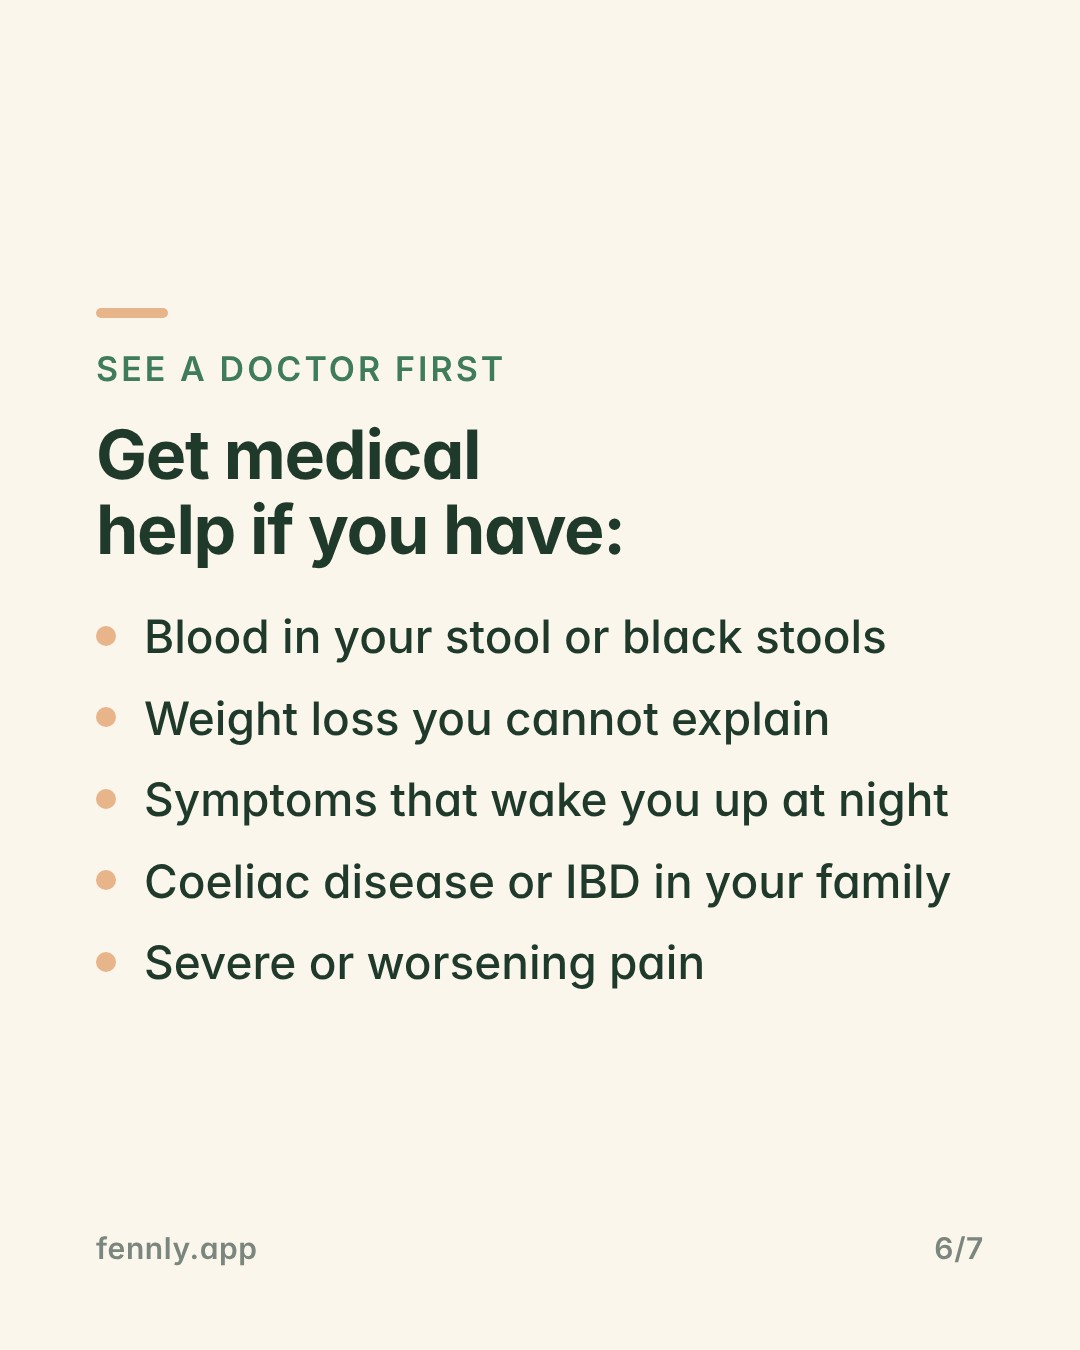 SEE A DOCTOR FIRST
Get medical
help if you have:
Blood in your stool or black stools
Weight loss you cannot explain
Symptoms that wake you up at night
Coeliac disease or IBD in your family
Severe or worsening pain
fennly.app
6/7